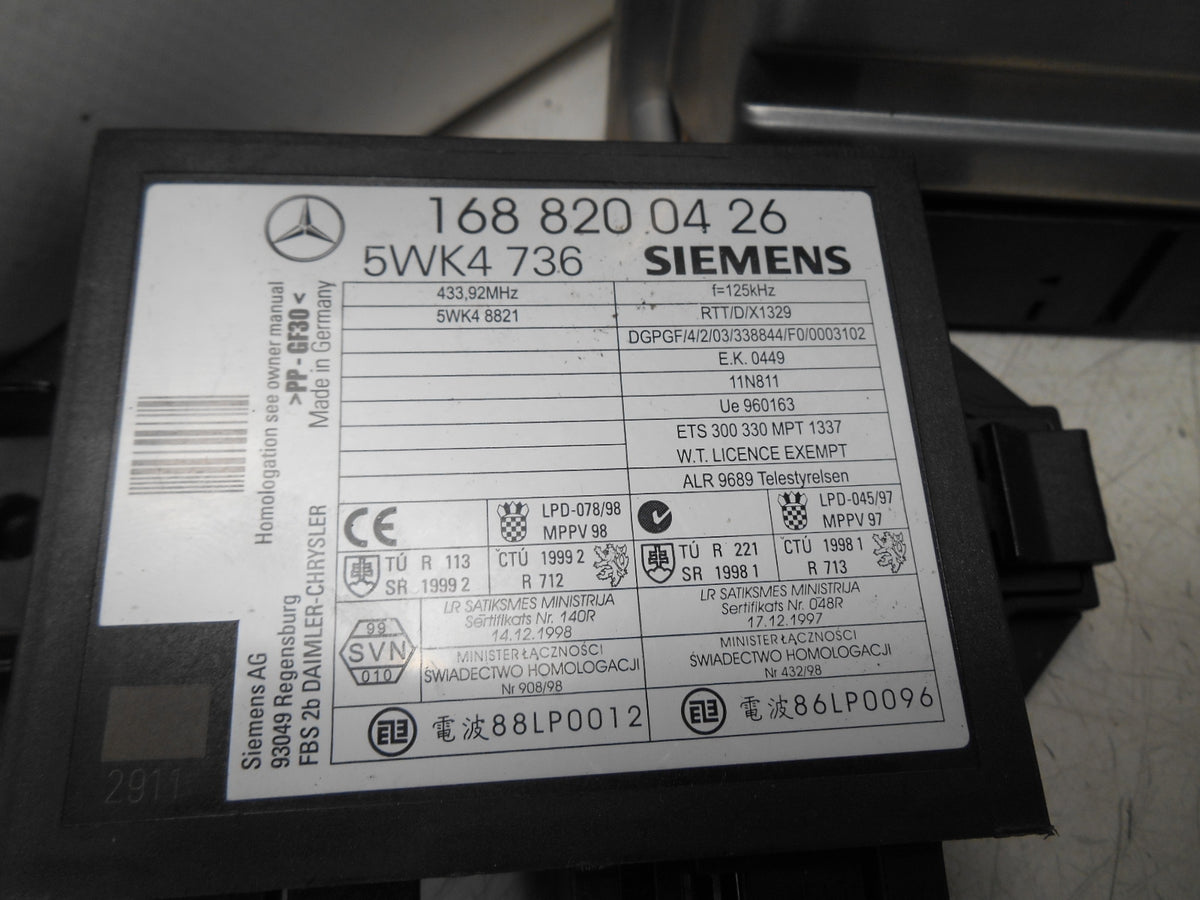 168 820 04 26
5WK4 736 SIEMENS
433,92MHz
f=125kHz
5WK4 8821
RTT/D/X1329
DGPGF/4/2/03/338844/F0/0003102
E.K. 0449
11N811
Ue 960163
ETS 300 330 MPT 1337
W.T. LICENCE EXEMPT
ALR 9689 Telestyrelsen
CE
LPD-078/98
MPPV 98
LPD-045/97
MPPV 97
TÚ R 113
SR 1999 2
ČTÚ 1999 2
R 712
TÚ R 221
SR 1998 1
ČTÚ 1998 1
R 713
99
SVN
010
LR SATIKSMES MINISTRIJA
Sertifikats Nr. 140R
14.12.1998
LR SATIKSMES MINISTRIJA
Sertifikats Nr. 048R
17.12.1997
MINISTER ŁĄCZNOŚCI
ŚWIADECTWO HOMOLOGACJI
Nr 908/98
MINISTER ŁĄCZNOŚCI
ŚWIADECTWO HOMOLOGACJI
Nr 432/98
電波88LP0012
電波86LP0096
Homologation see owner manual
>PP-GF30<
Made in Germany
Siemens AG
93049 Regensburg
FBS 2b DAIMLER-CHRYSLER
2911